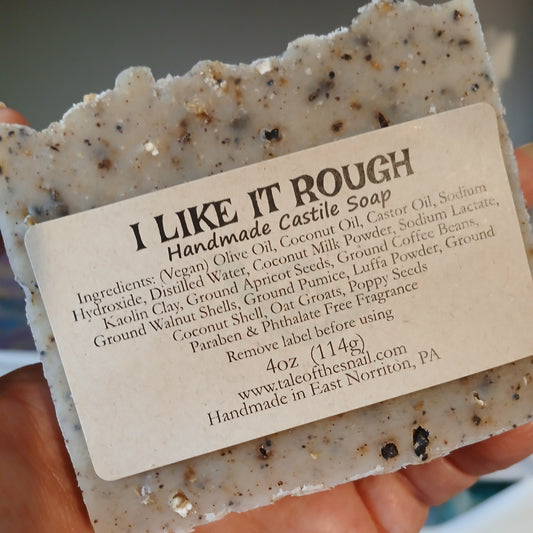 I LIKE IT ROUGH
Handmade Castile Soap
Ingredients: (Vegan) Olive Oil, Coconut Oil, Castor Oil, Sodium
Hydroxide, Distilled Water, Coconut Milk Powder, Sodium Lactate,
Kaolin Clay, Ground Apricot Seeds, Ground Coffee Beans,
Ground Walnut Shells, Ground Pumice, Luffa Powder, Ground
Coconut Shell, Oat Groats, Poppy Seeds
Paraben & Phthalate Free Fragrance
Remove label before using
4oz (114g)
www.taleofthesnail.com
Handmade in East Norriton, PA